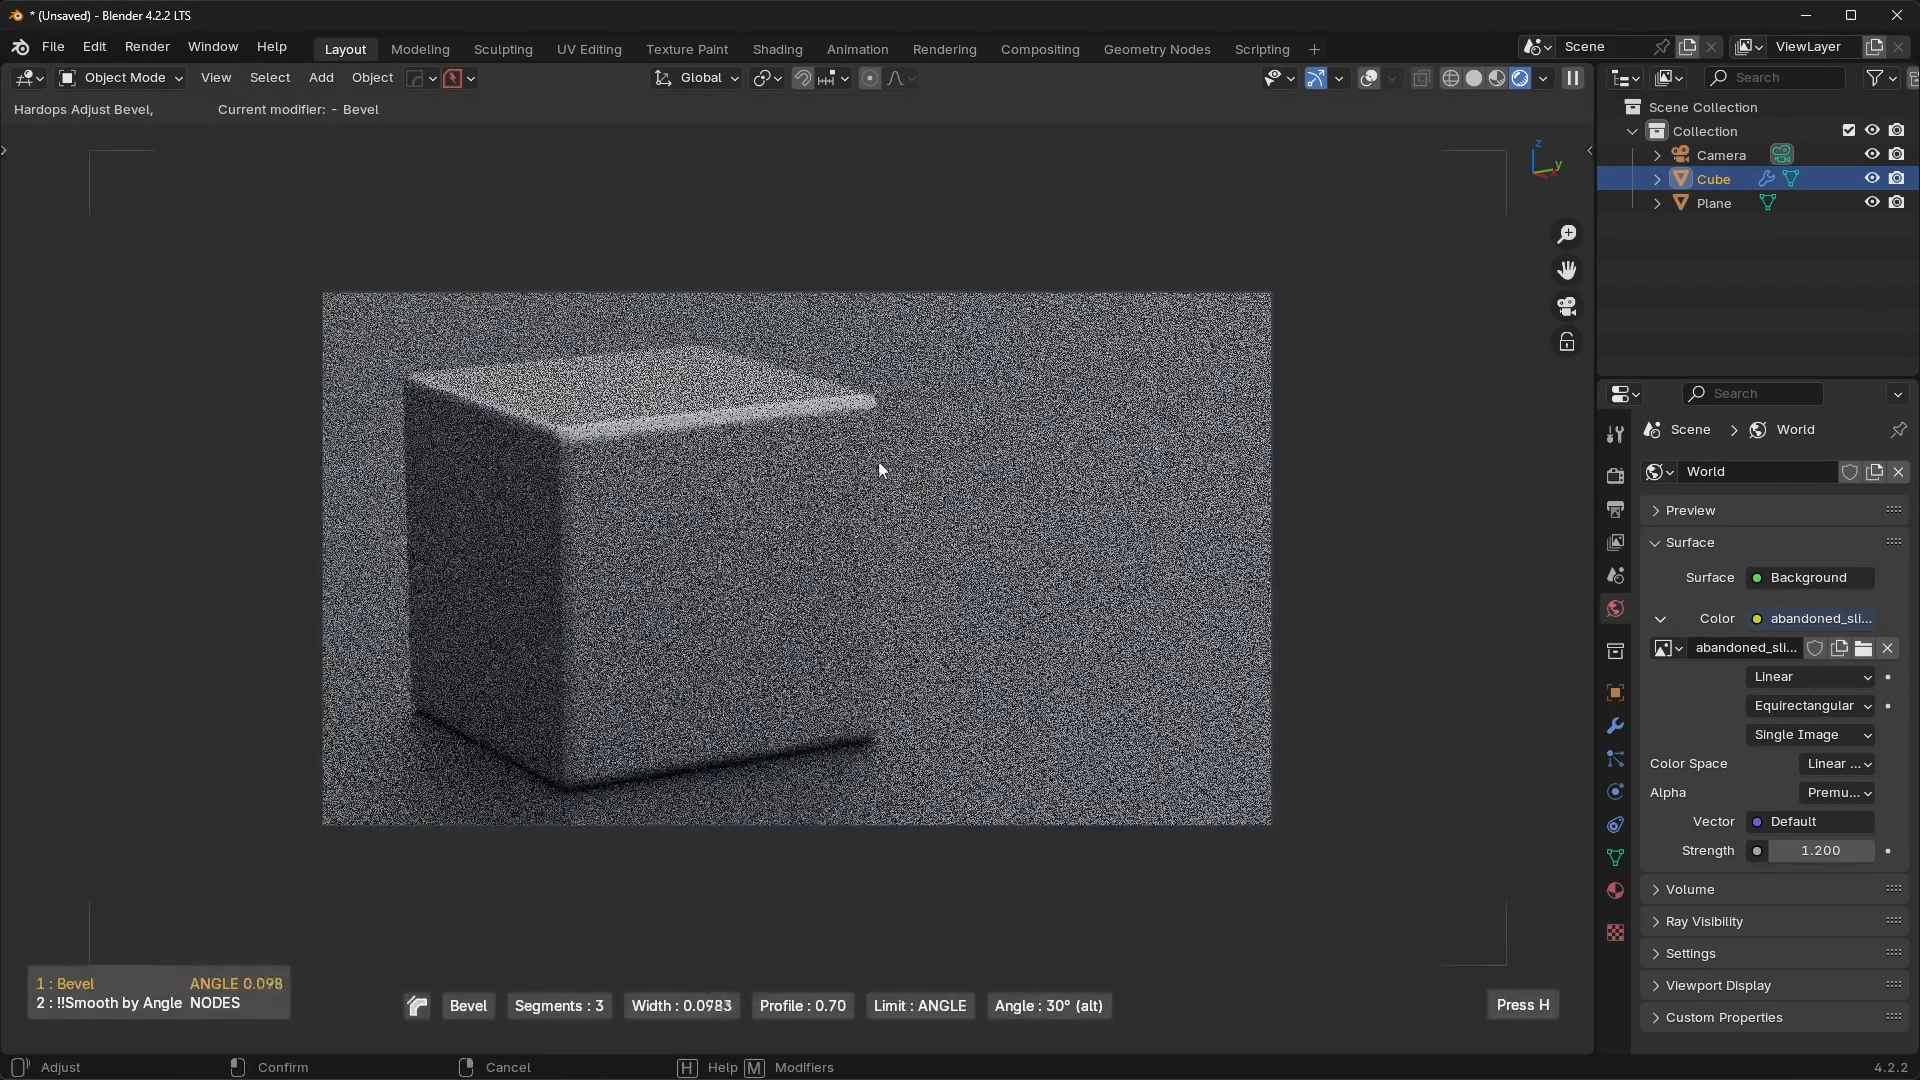 * (Unsaved) - Blender 4.2.2 LTS
File Edit Render Window Help Layout Modeling Sculpting UV Editing Texture Paint Shading Animation Rendering Compositing Geometry Nodes Scripting + Scene ViewLayer
Object Mode View Select Add Object Global Search
Hardops Adjust Bevel, Current modifier: - Bevel
Scene Collection
Collection
Camera
Cube
Plane
z
y
Search
Scene > World
World
Preview
Surface
Surface Background
Color abandoned_sli...
abandoned_sli...
Linear
Equirectangular
Single Image
Color Space Linear ...
Alpha Premu...
Vector Default
Strength 1.200
Volume
Ray Visibility
Settings
Viewport Display
Custom Properties
1 : Bevel ANGLE 0.098
2 : !!Smooth by Angle NODES
Bevel Segments : 3 Width : 0.0983 Profile : 0.70 Limit : ANGLE Angle : 30° (alt) Press H
Adjust Confirm Cancel H Help M Modifiers 4.2.2